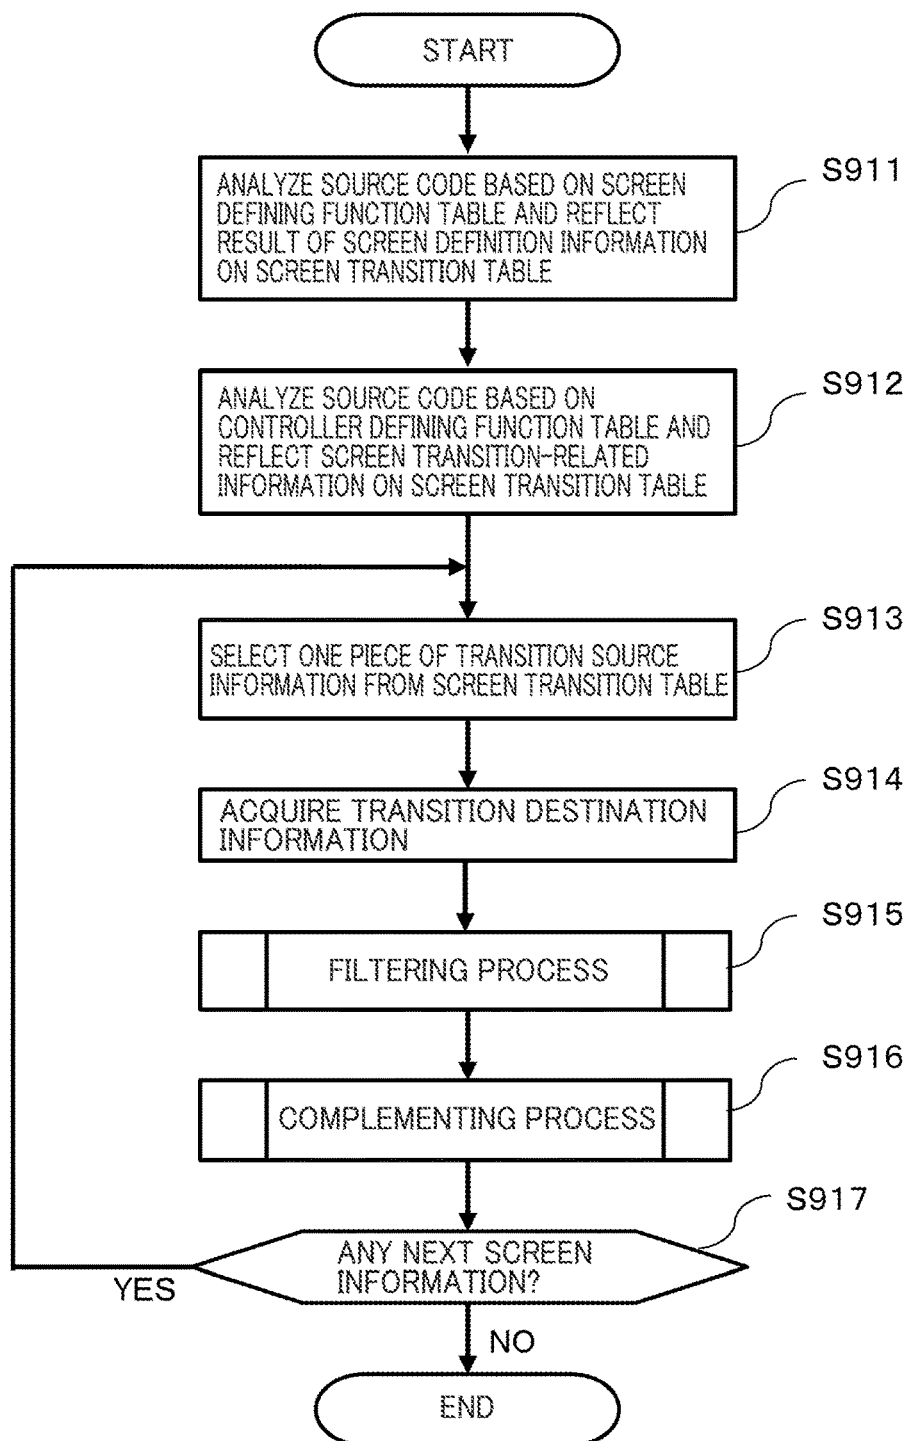 START
S911
ANALYZE SOURCE CODE BASED ON SCREEN
DEFINING FUNCTION TABLE AND REFLECT
RESULT OF SCREEN DEFINITION INFORMATION
ON SCREEN TRANSITION TABLE
S912
ANALYZE SOURCE CODE BASED ON
CONTROLLER DEFINING FUNCTION TABLE AND
REFLECT SCREEN TRANSITION-RELATED
INFORMATION ON SCREEN TRANSITION TABLE
S913
SELECT ONE PIECE OF TRANSITION SOURCE
INFORMATION FROM SCREEN TRANSITION TABLE
S914
ACQUIRE TRANSITION DESTINATION
INFORMATION
S915
FILTERING PROCESS
S916
COMPLEMENTING PROCESS
S917
ANY NEXT SCREEN
INFORMATION?
YES
NO
END